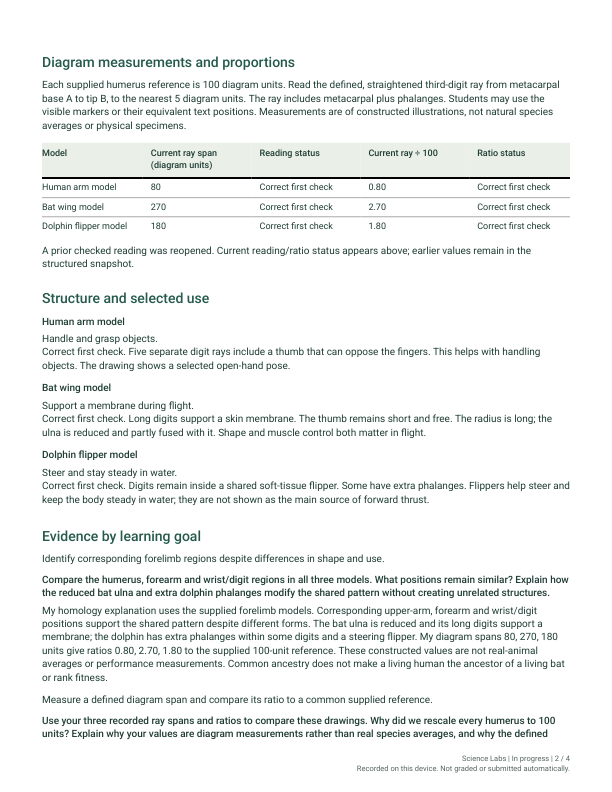 Diagram measurements and proportions
Each supplied humerus reference is 100 diagram units. Read the defined, straightened third-digit ray from metacarpal
base A to tip B, to the nearest 5 diagram units. The ray includes metacarpal plus phalanges. Students may use the
visible markers or their equivalent text positions. Measurements are of constructed illustrations, not natural species
averages or physical specimens.
Model Current ray span Reading status Current ray ÷ 100 Ratio status
(diagram units)
Human arm model 80 Correct first check 0.80 Correct first check
Bat wing model 270 Correct first check 2.70 Correct first check
Dolphin flipper model 180 Correct first check 1.80 Correct first check
A prior checked reading was reopened. Current reading/ratio status appears above; earlier values remain in the
structured snapshot.
Structure and selected use
Human arm model
Handle and grasp objects.
Correct first check. Five separate digit rays include a thumb that can oppose the fingers. This helps with handling
objects. The drawing shows a selected open-hand pose.
Bat wing model
Support a membrane during flight.
Correct first check. Long digits support a skin membrane. The thumb remains short and free. The radius is long; the
ulna is reduced and partly fused with it. Shape and muscle control both matter in flight.
Dolphin flipper model
Steer and stay steady in water.
Correct first check. Digits remain inside a shared soft-tissue flipper. Some have extra phalanges. Flippers help steer and
keep the body steady in water; they are not shown as the main source of forward thrust.
Evidence by learning goal
Identify corresponding forelimb regions despite differences in shape and use.
Compare the humerus, forearm and wrist/digit regions in all three models. What positions remain similar? Explain how
the reduced bat ulna and extra dolphin phalanges modify the shared pattern without creating unrelated structures.
My homology explanation uses the supplied forelimb models. Corresponding upper-arm, forearm and wrist/digit
positions support the shared pattern despite different forms. The bat ulna is reduced and its long digits support a
membrane; the dolphin has extra phalanges within some digits and a steering flipper. My diagram spans 80, 270, 180
units give ratios 0.80, 2.70, 1.80 to the supplied 100-unit reference. These constructed values are not real-animal
averages or performance measurements. Common ancestry does not make a living human the ancestor of a living bat
or rank fitness.
Measure a defined diagram span and compare its ratio to a common supplied reference.
Use your three recorded ray spans and ratios to compare these drawings. Why did we rescale every humerus to 100
units? Explain why your values are diagram measurements rather than real species averages, and why the defined
Science Labs | In progress | 2 / 4
Recorded on this device. Not graded or submitted automatically.